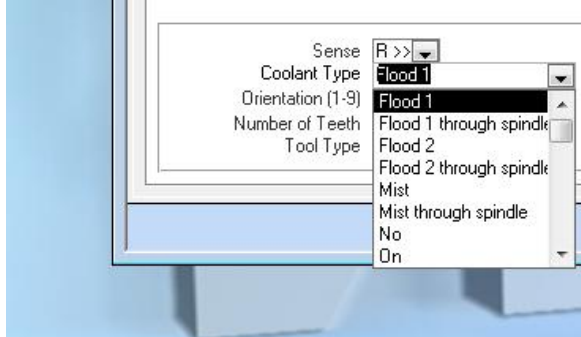 Sense R >>
Coolant Type Flood 1
Orientation (1-9)
Number of Teeth
Tool Type
Flood 1
Flood 1 through spindle
Flood 2
Flood 2 through spindle
Mist
Mist through spindle
No
On